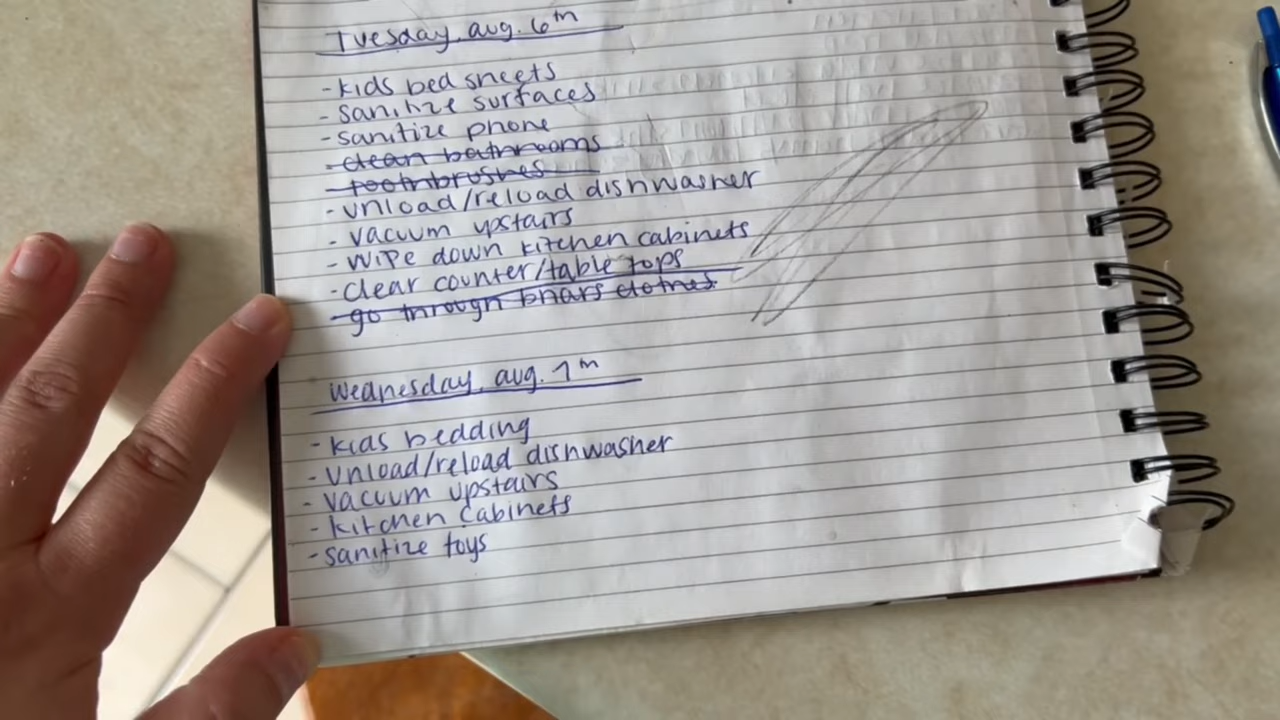 Tuesday, aug. 6th
- kids bed sheets
- sanitize surfaces
- sanitize phone
- clean bathrooms
- toothbrushes
- unload/reload dishwasher
- vacuum upstairs
- wipe down kitchen cabinets
- clear counter/table tops
- go through briars clothes
Wednesday, aug. 7th
- kids bedding
- unload/reload dishwasher
- vacuum upstairs
- kitchen cabinets
- sanitize toys